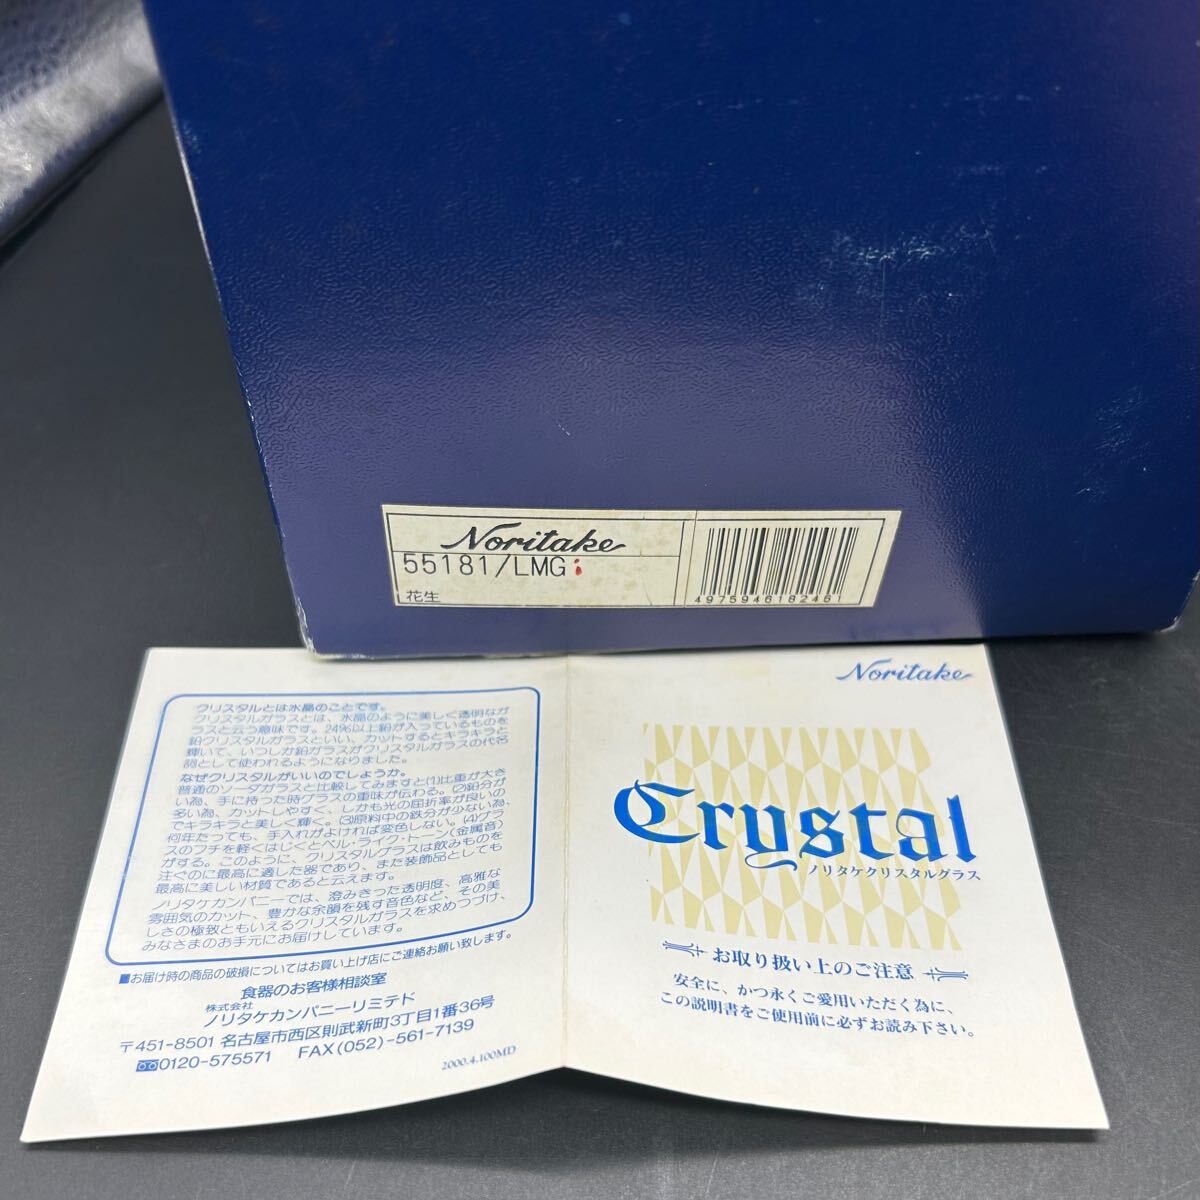 Noritake
55181/LMG
花生
4975946182461
クリスタルとは水晶のことです。
クリスタルガラスとは、水晶のように美しく透明なガ
ラスと云う意味です。24%以上鉛が入っているものを
鉛クリスタルガラスといい、カットするとキラキラと
輝いて、いつしか鉛ガラスがクリスタルガラスの代名
詞として使われるようになりました。
なぜクリスタルがいいのでしょうか。
普通のソーダガラスと比較してみますと(1)比重が大き
い為、手に持った時グラスの重味が伝わる。(2)鉛分が
多い為、カットしやすく、しかも光の屈折率が良いの
でキラキラと美しく輝く。(3)原料中の鉄分が少ない為、
何年たっても、手入れがよければ変色しない。(4)グラ
スのフチを軽くはじくとベル・ライク・トーン(金属音)
がする。このように、クリスタルグラスは飲みものを
注ぐのに最高に適した器であり、また装飾品としても
最高に美しい材質であると云えます。
ノリタケカンパニーでは、澄みきった透明度、高雅な
雰囲気のカット、豊かな余韻を残す音色など、その美
しさの極致ともいえるクリスタルガラスを求めつづけ、
みなさまのお手元にお届けしています。
■お届け時の商品の破損についてはお買い上げ店にご連絡お願い致します。
食器のお客様相談室
株式会社
ノリタケカンパニーリミテド
〒451-8501 名古屋市西区則武新町3丁目1番36号
0120-575571 FAX(052)-561-7139
2000.4.100MD
Noritake
Crystal
ノリタケクリスタルグラス
お取り扱い上のご注意
安全に、かつ永くご愛用いただく為に、
この説明書をご使用前に必ずお読み下さい。